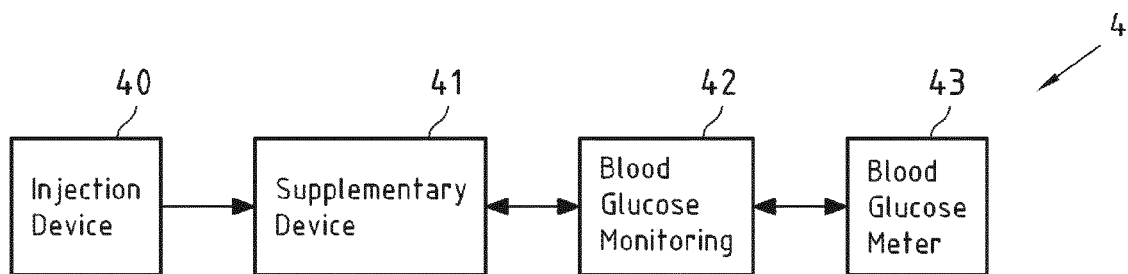 4
40
41
42
43
Injection
Device
Supplementary
Device
Blood
Glucose
Monitoring
Blood
Glucose
Meter